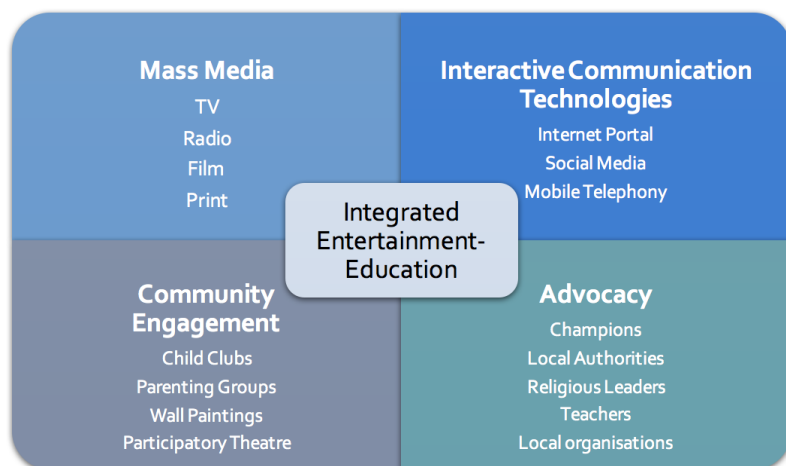 Mass Media
TV
Radio
Film
Print
Interactive Communication
Technologies
Internet Portal
Social Media
Mobile Telephony
Integrated
Entertainment-
Education
Community
Engagement
Child Clubs
Parenting Groups
Wall Paintings
Participatory Theatre
Advocacy
Champions
Local Authorities
Religious Leaders
Teachers
Local organisations